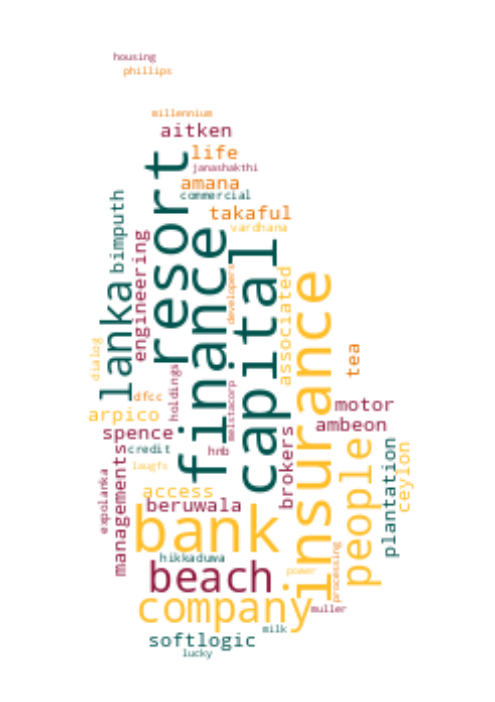 housing
phillips
millennium
aitken
life
janashakthi
amana
commercial
takaful
vardhana
resort
finance
capital
insurance
lanka
bimputh
engineering
developers
associated
dialog
tea
dfcc
holdings
melstacorp
arpico
motor
ambeon
spence
credit
hnb
brokers
people
plantation
ceylon
laugfs
managements
expolanka
access
beruwala
bank
hikkaduwa
beach
power
processing
company
muller
milk
softlogic
lucky